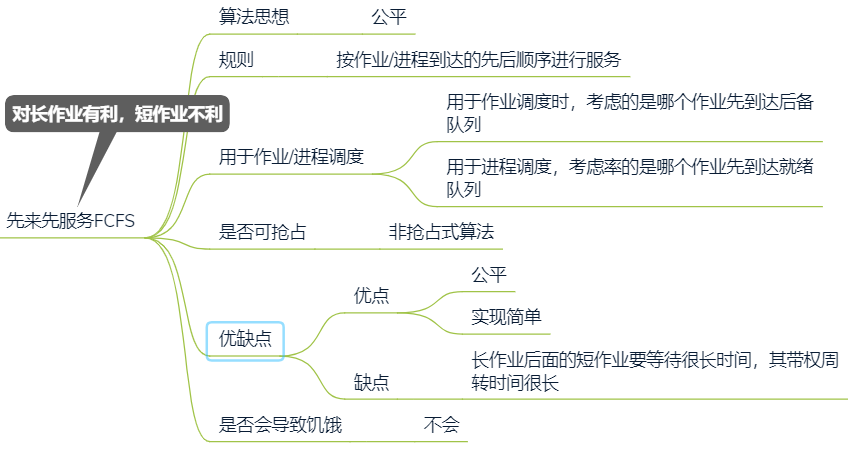 算法思想
公平
规则
按作业/进程到达的先后顺序进行服务
对长作业有利，短作业不利
用于作业/进程调度
用于作业调度时，考虑的是哪个作业先到达后备
队列
用于进程调度，考虑率的是哪个作业先到达就绪
队列
先来先服务FCFS
是否可抢占
非抢占式算法
优缺点
优点
公平
实现简单
缺点
长作业后面的短作业要等待很长时间，其带权周
转时间很长
是否会导致饥饿
不会